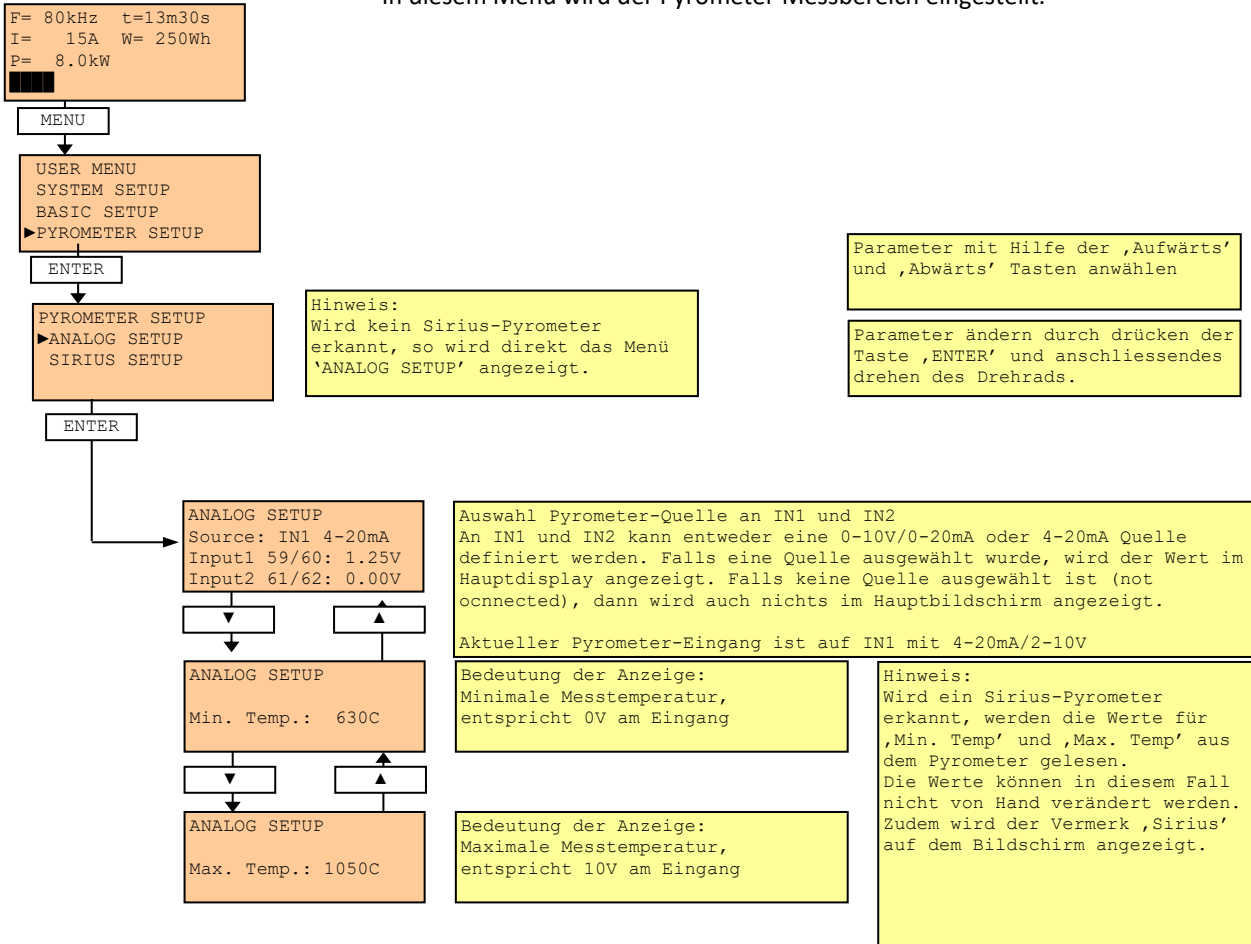 In diesem Menü wird der Pyrometer Messbereich eingestellt.
F= 80kHz t=13m30s
I= 15A W= 250Wh
P= 8.0kW
MENU
USER MENU
SYSTEM SETUP
BASIC SETUP
►PYROMETER SETUP
ENTER
PYROMETER SETUP
►ANALOG SETUP
SIRIUS SETUP
Hinweis:
Wird kein Sirius-Pyrometer
erkannt, so wird direkt das Menü
‘ANALOG SETUP’ angezeigt.
Parameter mit Hilfe der ‚Aufwärts’
und ‚Abwärts’ Tasten anwählen
Parameter ändern durch drücken der
Taste ‚ENTER’ und anschliessendes
drehen des Drehrads.
ENTER
ANALOG SETUP
Source: IN1 4-20mA
Input1 59/60: 1.25V
Input2 61/62: 0.00V
Auswahl Pyrometer-Quelle an IN1 und IN2
An IN1 und IN2 kann entweder eine 0-10V/0-20mA oder 4-20mA Quelle
definiert werden. Falls eine Quelle ausgewählt wurde, wird der Wert im
Hauptdisplay angezeigt. Falls keine Quelle ausgewählt ist (not
ocnnected), dann wird auch nichts im Hauptbildschirm angezeigt.
Aktueller Pyrometer-Eingang ist auf IN1 mit 4-20mA/2-10V
▼ ▲
ANALOG SETUP
Min. Temp.: 630C
Bedeutung der Anzeige:
Minimale Messtemperatur,
entspricht 0V am Eingang
Hinweis:
Wird ein Sirius-Pyrometer
erkannt, werden die Werte für
‚Min. Temp’ und ‚Max. Temp’ aus
dem Pyrometer gelesen.
Die Werte können in diesem Fall
nicht von Hand verändert werden.
Zudem wird der Vermerk ‚Sirius’
auf dem Bildschirm angezeigt.
▼ ▲
ANALOG SETUP
Max. Temp.: 1050C
Bedeutung der Anzeige:
Maximale Messtemperatur,
entspricht 10V am Eingang